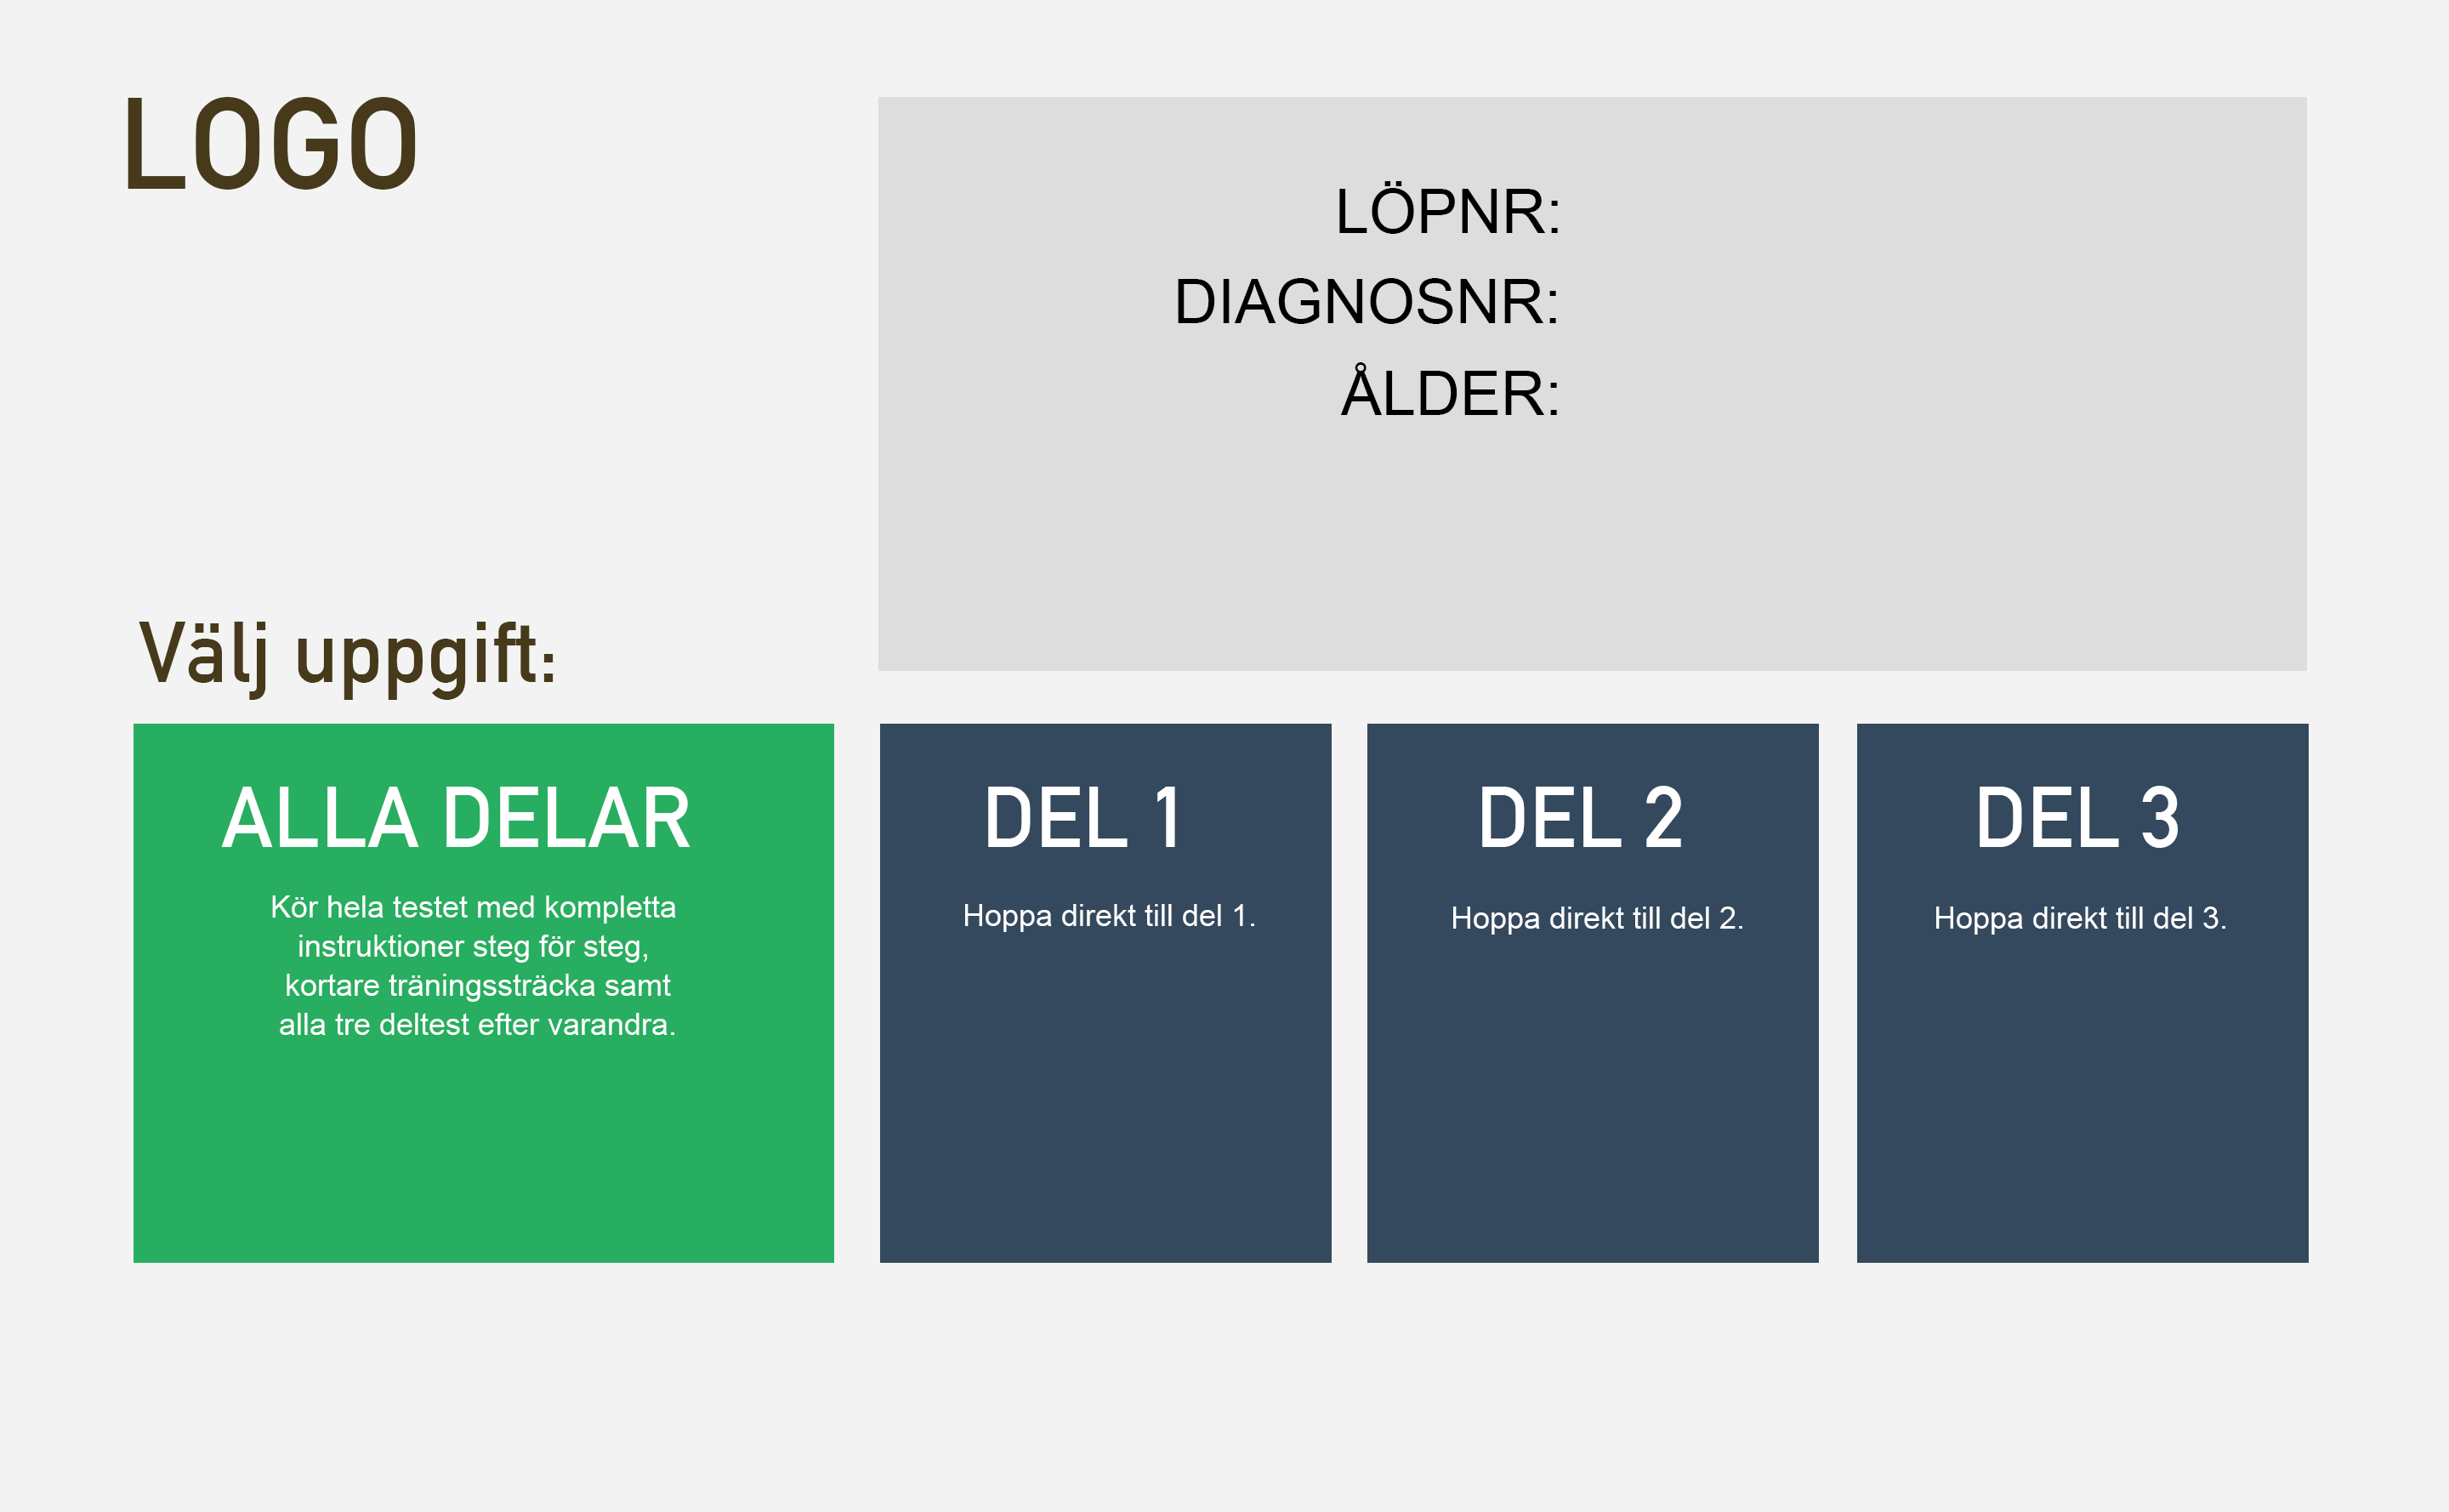 LOGO
LÖPNR:
DIAGNOSNR:
ÅLDER:
Välj uppgift:
ALLA DELAR
Kör hela testet med kompletta
instruktioner steg för steg,
kortare träningssträcka samt
alla tre deltest efter varandra.
DEL 1
Hoppa direkt till del 1.
DEL 2
Hoppa direkt till del 2.
DEL 3
Hoppa direkt till del 3.